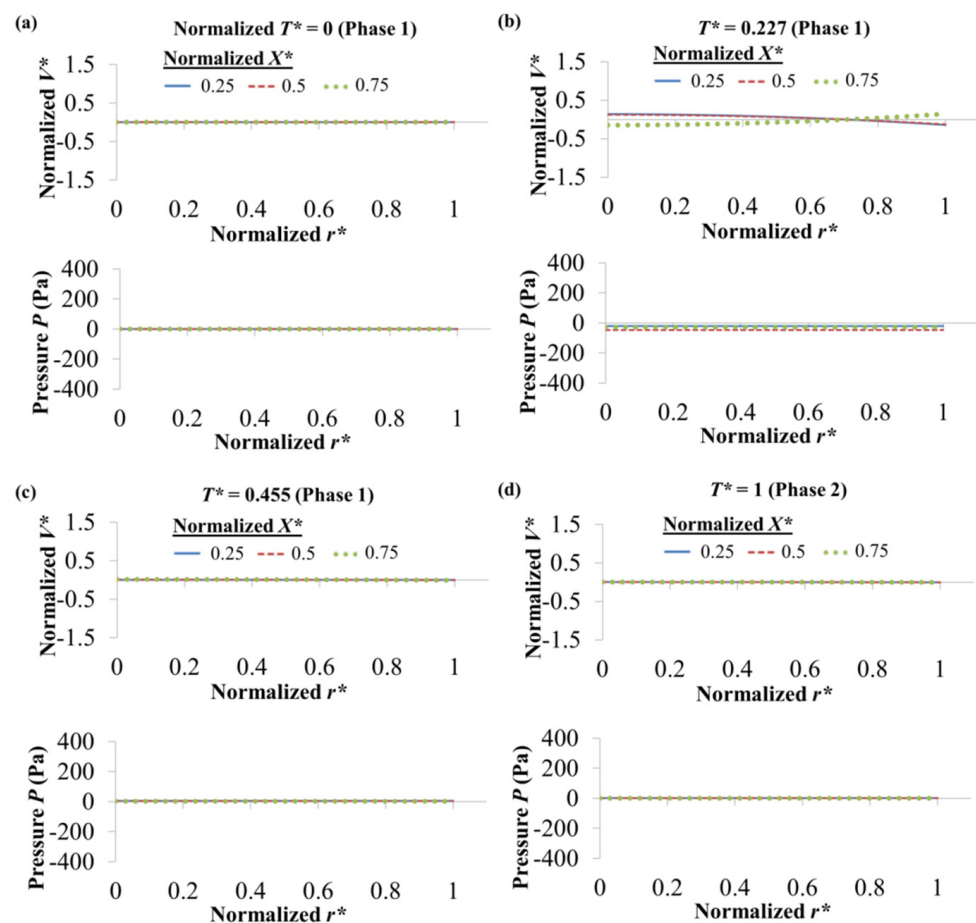 (a)
Normalized T* = 0 (Phase 1)
Normalized X*
0.25 0.5 0.75
Normalized V*
1.5
0.5
-0.5
-1.5
0 0.2 0.4 0.6 0.8 1
Normalized r*
Pressure P (Pa)
400
200
0
-200
-400
0 0.2 0.4 0.6 0.8 1
Normalized r*
(b)
T* = 0.227 (Phase 1)
Normalized X*
0.25 0.5 0.75
Normalized V*
1.5
0.5
-0.5
-1.5
0 0.2 0.4 0.6 0.8 1
Normalized r*
Pressure P (Pa)
400
200
0
-200
-400
0 0.2 0.4 0.6 0.8 1
Normalized r*
(c)
T* = 0.455 (Phase 1)
Normalized X*
0.25 0.5 0.75
Normalized V*
1.5
0.5
-0.5
-1.5
0 0.2 0.4 0.6 0.8 1
Normalized r*
Pressure P (Pa)
400
200
0
-200
-400
0 0.2 0.4 0.6 0.8 1
Normalized r*
(d)
T* = 1 (Phase 2)
Normalized X*
0.25 0.5 0.75
Normalized V*
1.5
0.5
-0.5
-1.5
0 0.2 0.4 0.6 0.8 1
Normalized r*
Pressure P (Pa)
400
200
0
-200
-400
0 0.2 0.4 0.6 0.8 1
Normalized r*